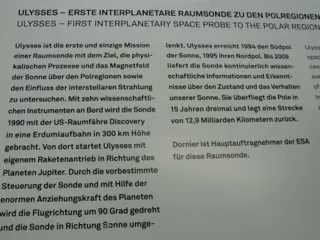 ULYSSES – ERSTE INTERPLANETARE RAUMSONDE ZU DEN POLREGIONEN
ULYSSES – FIRST INTERPLANETARY SPACE PROBE TO THE POLAR REGION
Ulysses ist die erste und einzige Mission
einer Raumsonde mit dem Ziel, die physi-
kalischen Prozesse und das Magnetfeld
der Sonne über den Polregionen sowie
den Einfluss der interstellaren Strahlung
zu untersuchen. Mit zehn wissenschaftli-
chen Instrumenten an Bord wird die Sonde
1990 mit der US-Raumfähre Discovery
in eine Erdumlaufbahn in 300 km Höhe
gebracht. Von dort startet Ulysses mit
eigenem Raketenantrieb in Richtung des
Planeten Jupiter. Durch die vorbestimmte
Steuerung der Sonde und mit Hilfe der
enormen Anziehungskraft des Planeten
wird die Flugrichtung um 90 Grad gedreht
und die Sonde in Richtung Sonne umge-
lenkt. Ulysses erreicht 1994 den Südpol
der Sonne, 1995 ihren Nordpol. Bis 2009
liefert die Sonde kontinuierlich wissen-
schaftliche Informationen und Erkennt-
nisse über den Zustand und das Verhalten
unserer Sonne. Sie überfliegt die Pole in
15 Jahren dreimal und legt eine Strecke
von 12,9 Milliarden Kilometern zurück.
Dornier ist Hauptauftragnehmer der ESA
für diese Raumsonde.